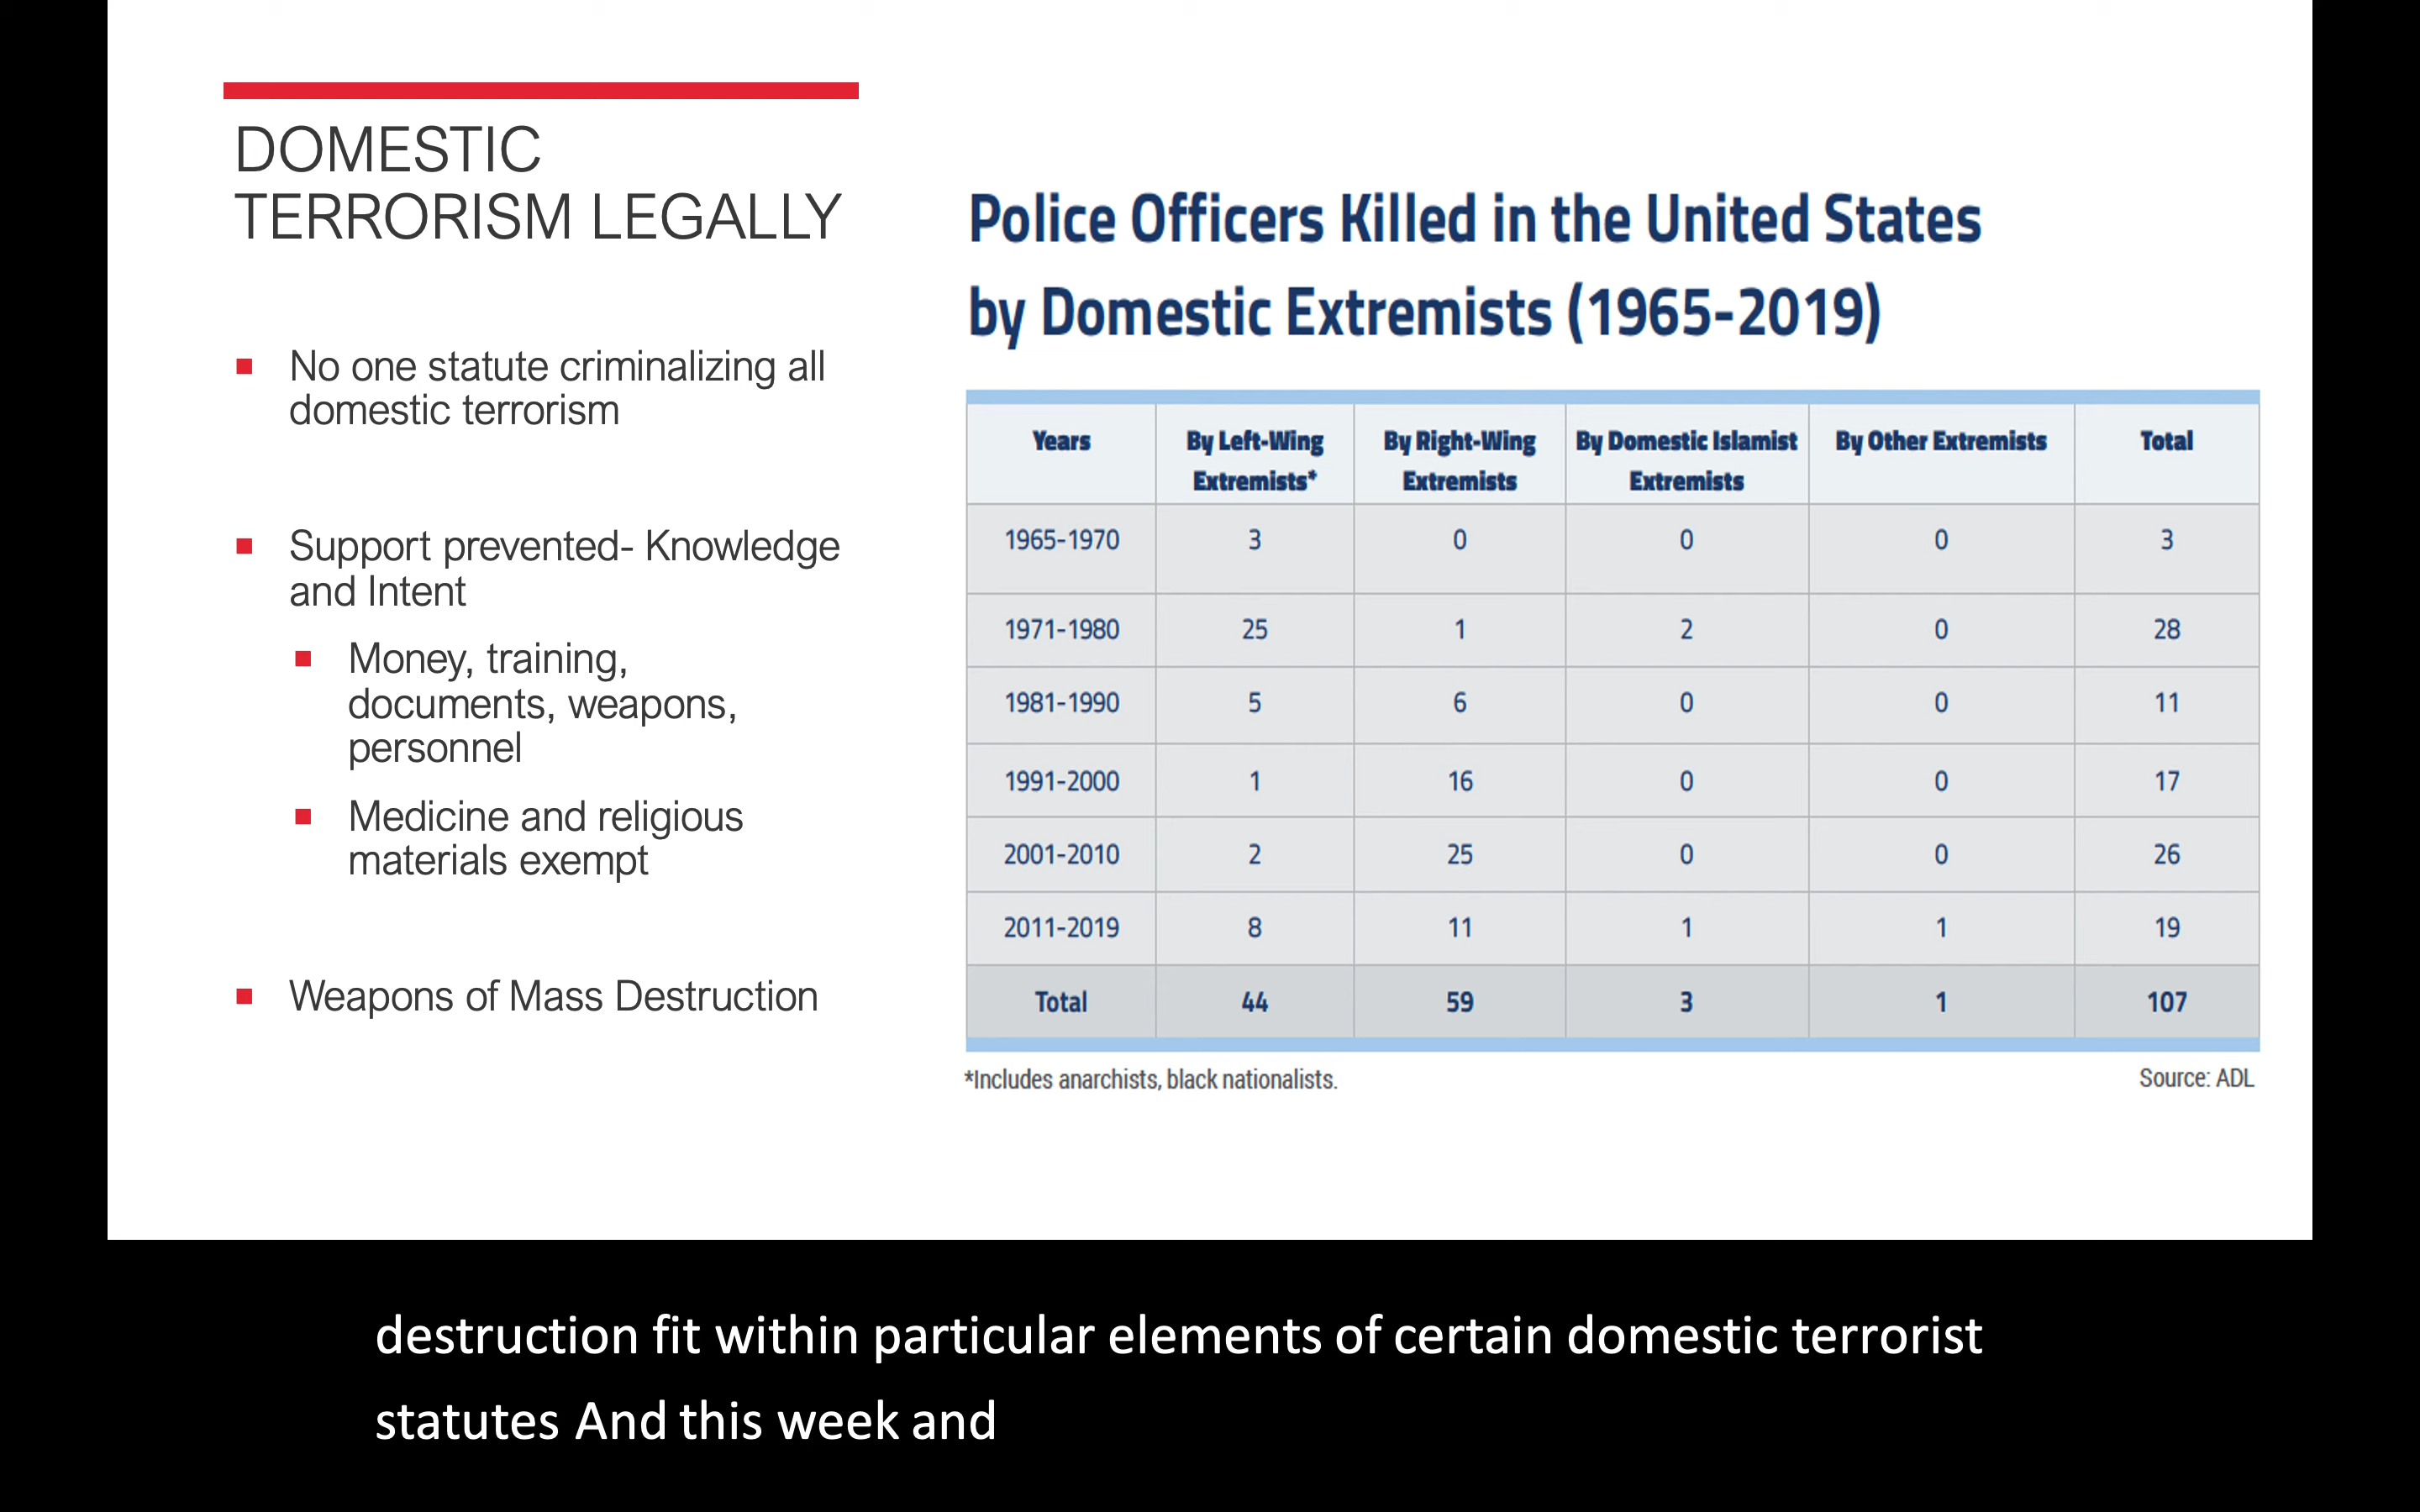 DOMESTIC
TERRORISM LEGALLY
No one statute criminalizing all
domestic terrorism
Support prevented- Knowledge
and Intent
Money, training,
documents, weapons,
personnel
Medicine and religious
materials exempt
Weapons of Mass Destruction
Police Officers Killed in the United States
by Domestic Extremists (1965-2019)
Years By Left-Wing Extremists* By Right-Wing Extremists By Domestic Islamist Extremists By Other Extremists Total
1965-1970 3 0 0 0 3
1971-1980 25 1 2 0 28
1981-1990 5 6 0 0 11
1991-2000 1 16 0 0 17
2001-2010 2 25 0 0 26
2011-2019 8 11 1 1 19
Total 44 59 3 1 107
*Includes anarchists, black nationalists. Source: ADL
destruction fit within particular elements of certain domestic terrorist
statutes And this week and